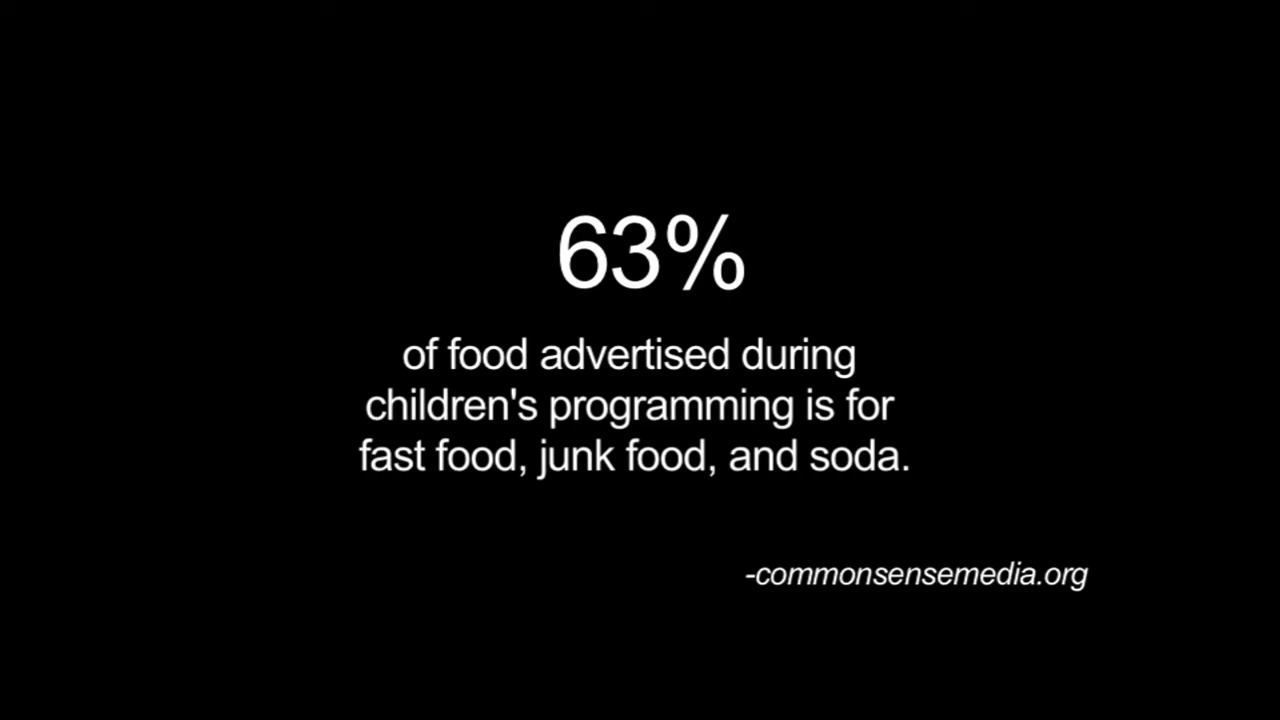 63%
of food advertised during
children's programming is for
fast food, junk food, and soda.
-commonsensemedia.org